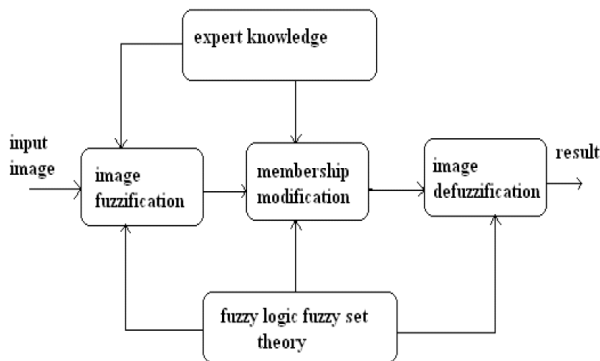 expert knowledge
input
image
image
fuzzification
membership
modification
image
defuzzification
result
fuzzy logic fuzzy set
theory